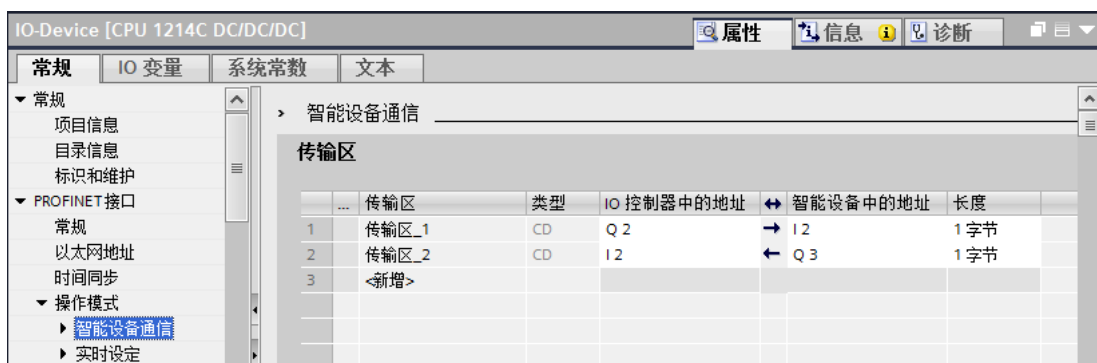 IO-Device [CPU 1214C DC/DC/DC]
属性 信息 诊断
常规 IO 变量 系统常数 文本
常规
项目信息
目录信息
标识和维护
PROFINET接口
常规
以太网地址
时间同步
操作模式
智能设备通信
实时设定
智能设备通信
传输区
... 传输区 类型 IO 控制器中的地址 ↔ 智能设备中的地址 长度
1 传输区_1 CD Q 2 → I 2 1 字节
2 传输区_2 CD I 2 ← Q 3 1 字节
3 <新增>